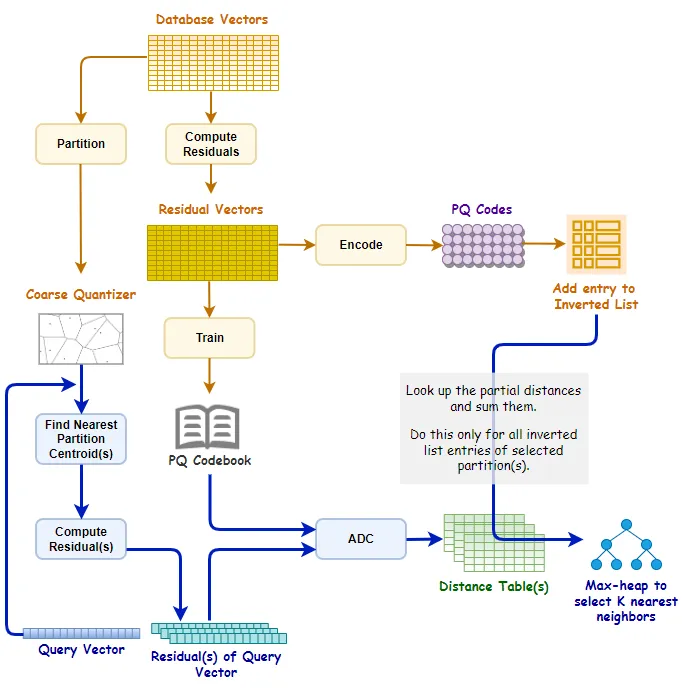 Database Vectors
Partition
Compute
Residuals
Residual Vectors
Encode
PQ Codes
Add entry to
Inverted List
Coarse Quantizer
Train
Look up the partial distances
and sum them.
Do this only for all inverted
list entries of selected
partition(s).
Find Nearest
Partition
Centroid(s)
PQ Codebook
Compute
Residual(s)
ADC
Distance Table(s)
Max-heap to
select K nearest
neighbors
Query Vector
Residual(s) of Query
Vector